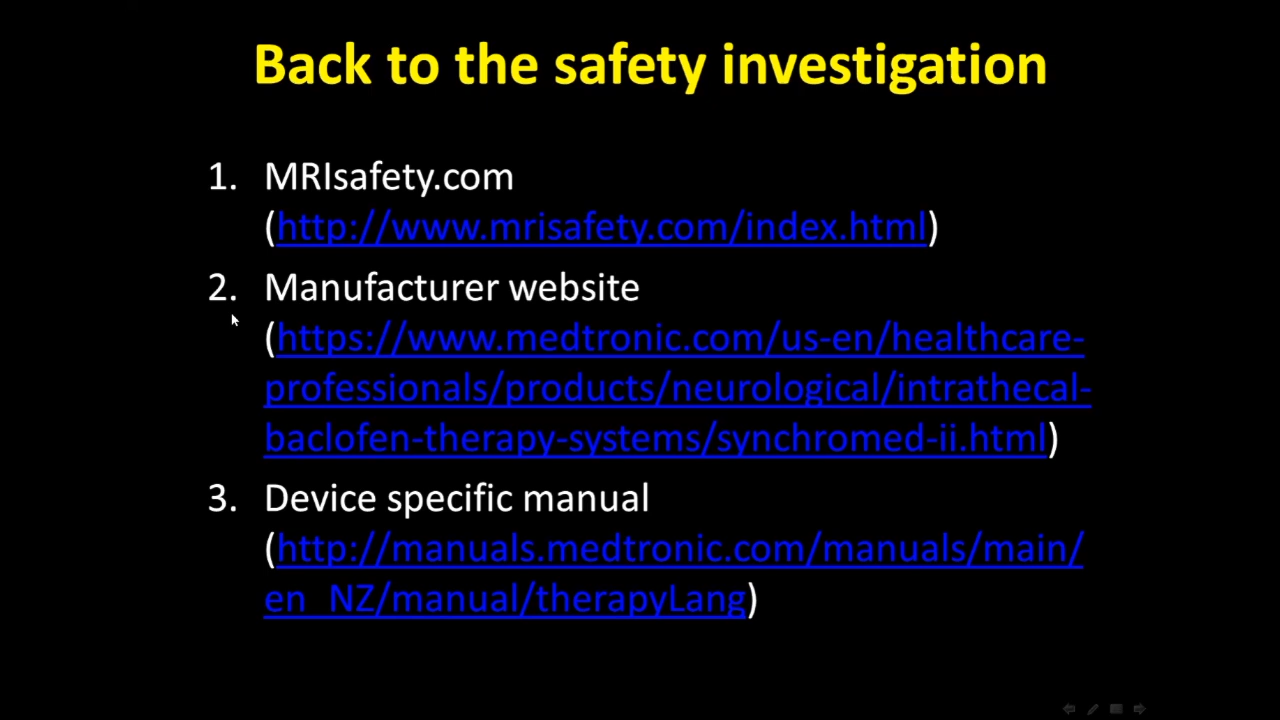 Back to the safety investigation
1. MRIsafety.com
(http://www.mrisafety.com/index.html)
2. Manufacturer website
(https://www.medtronic.com/us-en/healthcare-
professionals/products/neurological/intrathecal-
baclofen-therapy-systems/synchromed-ii.html)
3. Device specific manual
(http://manuals.medtronic.com/manuals/main/
en_NZ/manual/therapyLang)